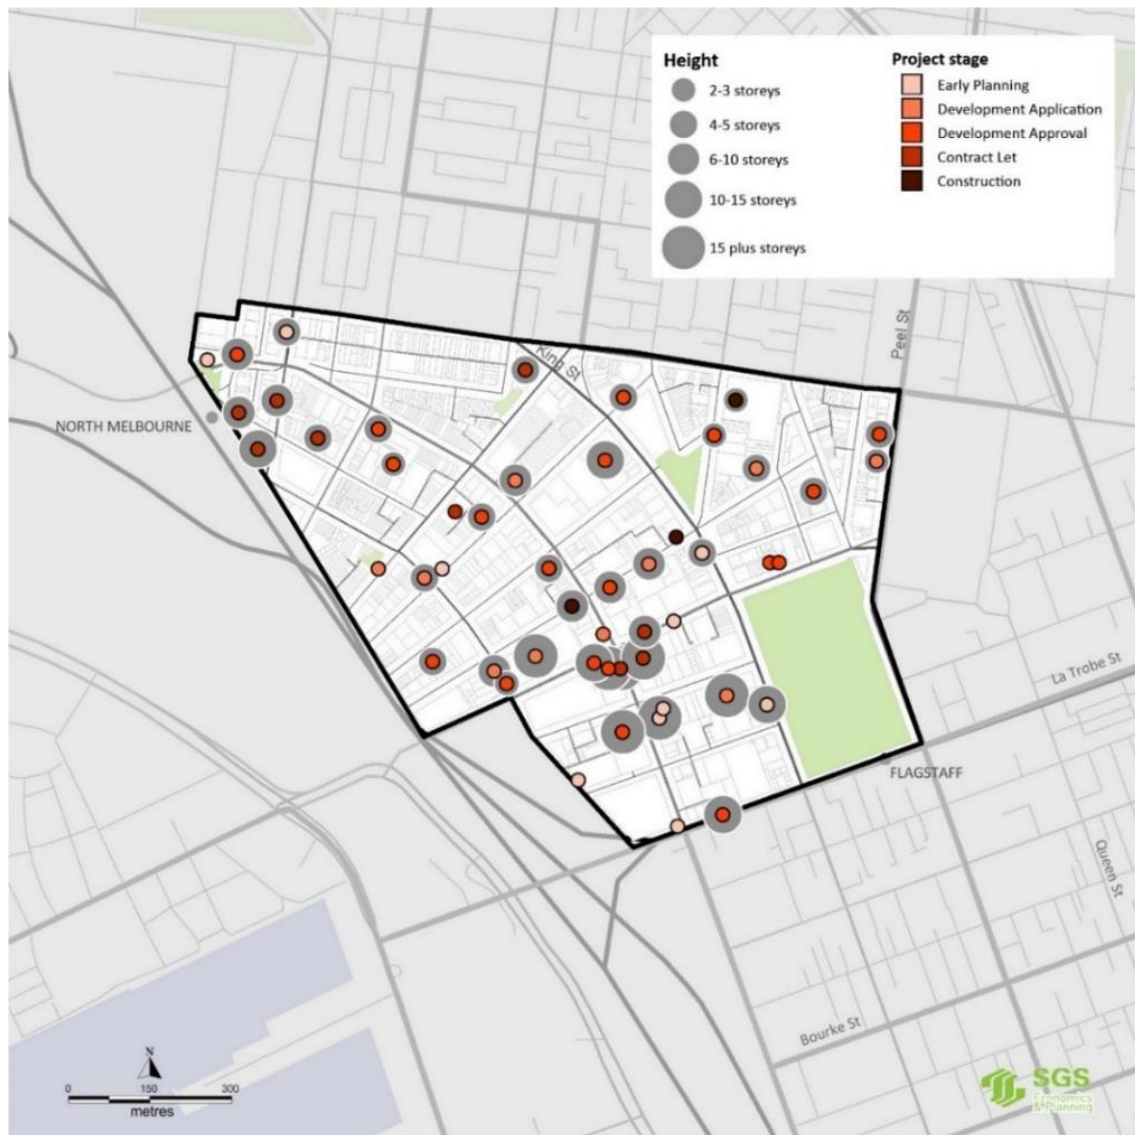 Height
2-3 storeys
4-5 storeys
6-10 storeys
10-15 storeys
15 plus storeys
Project stage
Early Planning
Development Application
Development Approval
Contract Let
Construction
Peel St
King St
NORTH MELBOURNE
La Trobe St
FLAGSTAFF
Queen St
Bourke St
N
0 150 300
metres
SGS
Economics
& Planning